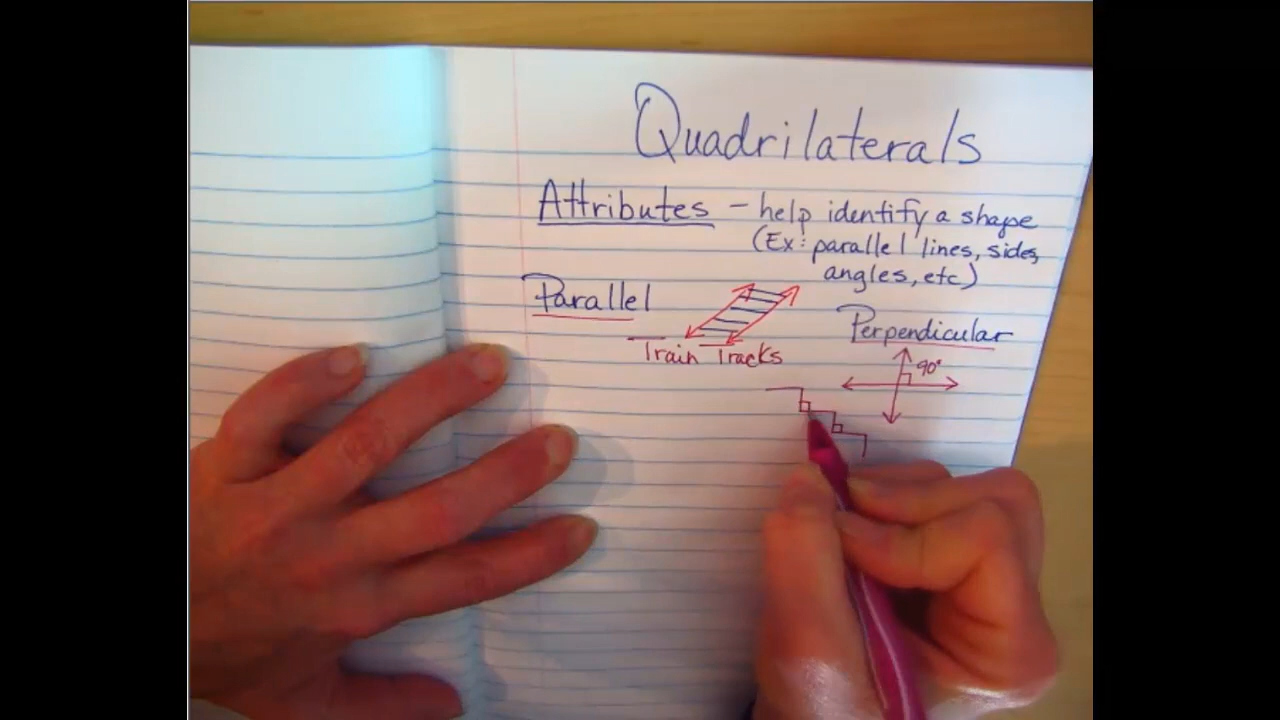 Quadrilaterals
Attributes - help identify a shape
(Ex: parallel lines, sides,
angles, etc)
Parallel
Train Tracks
Perpendicular
90°